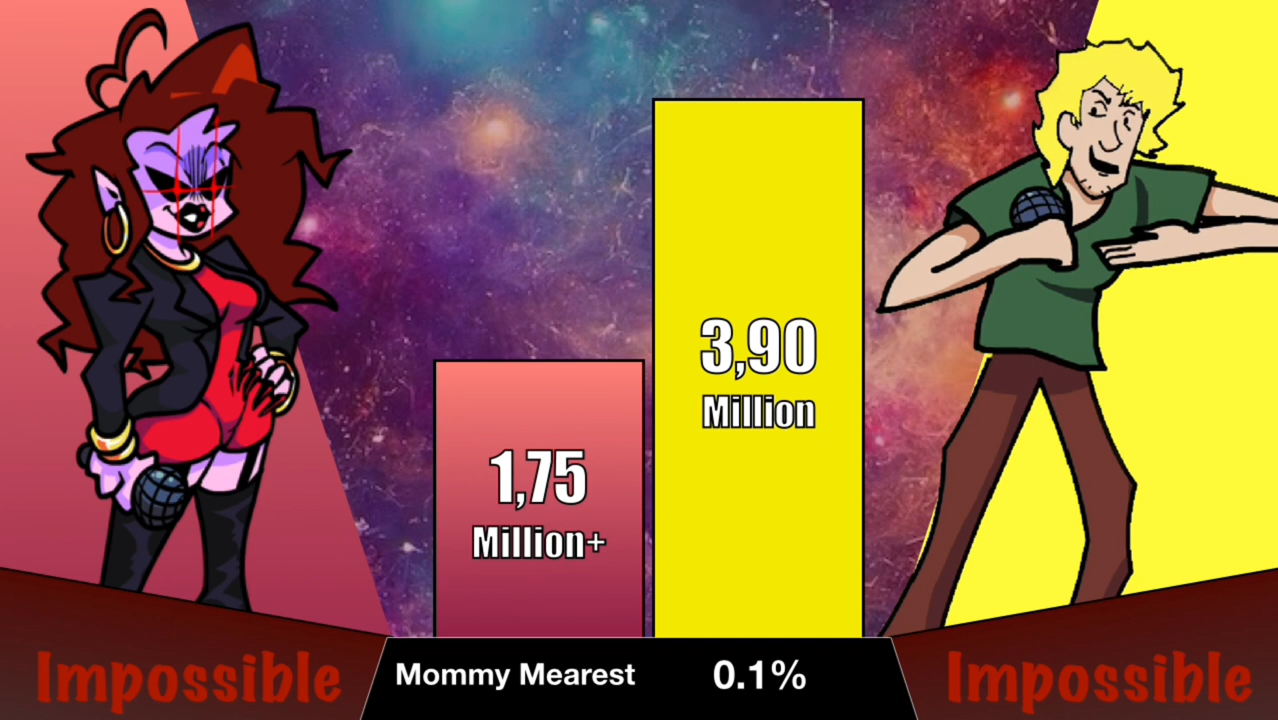 3,90
Million
1,75
Million+
Impossible
Mommy Mearest
0.1%
Impossible